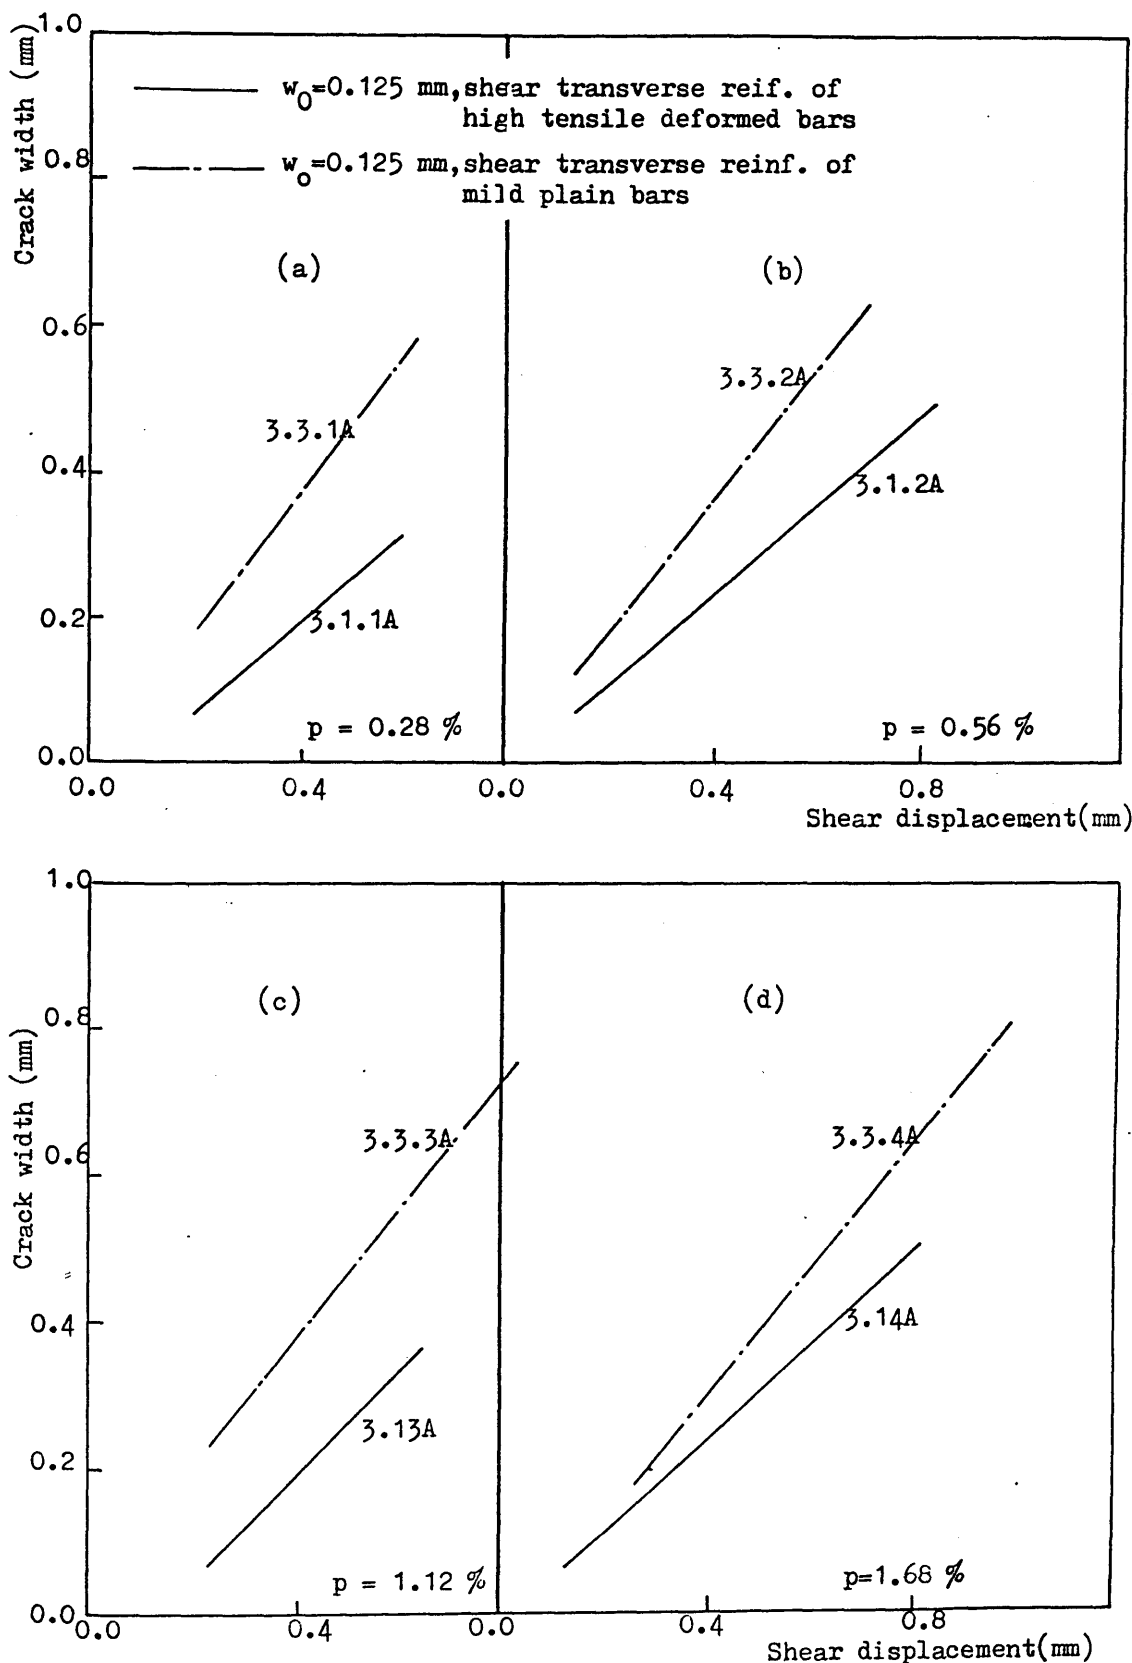 1.0
w0=0.125 mm,shear transverse reif. of
high tensile deformed bars
wo=0.125 mm,shear transverse reinf. of
mild plain bars
Crack width (mm)
0.8
(a)
(b)
0.6
3.3.2A
3.3.1A
0.4
3.1.2A
0.2
3.1.1A
p = 0.28 %
p = 0.56 %
0.0
0.0 0.4 0.0 0.4 0.8
Shear displacement(mm)
1.0
(c)
(d)
0.8
Crack width (mm)
3.3.3A
3.3.4A
0.6
0.4
3.14A
3.13A
0.2
p = 1.12 %
p=1.68 %
0.0
0.0 0.4 0.0 0.4 0.8
Shear displacement(mm)